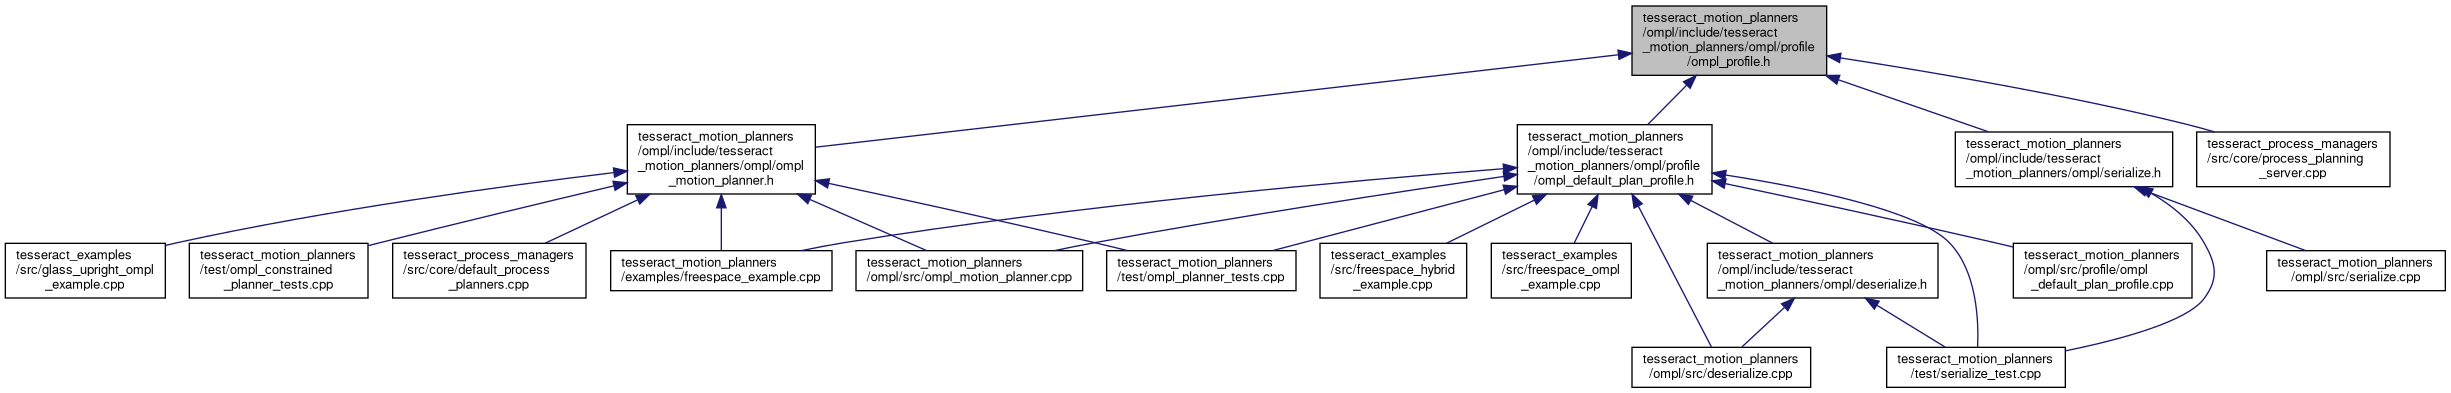 tesseract_motion_planners
/ompl/include/tesseract
_motion_planners/ompl/profile
/ompl_profile.h
tesseract_motion_planners
/ompl/include/tesseract
_motion_planners/ompl/ompl
_motion_planner.h
tesseract_motion_planners
/ompl/include/tesseract
_motion_planners/ompl/profile
/ompl_default_plan_profile.h
tesseract_motion_planners
/ompl/include/tesseract
_motion_planners/ompl/serialize.h
tesseract_process_managers
/src/core/process_planning
_server.cpp
tesseract_examples
/src/glass_upright_ompl
_example.cpp
tesseract_motion_planners
/test/ompl_constrained
_planner_tests.cpp
tesseract_process_managers
/src/core/default_process
_planners.cpp
tesseract_motion_planners
/examples/freespace_example.cpp
tesseract_motion_planners
/ompl/src/ompl_motion_planner.cpp
tesseract_motion_planners
/test/ompl_planner_tests.cpp
tesseract_examples
/src/freespace_hybrid
_example.cpp
tesseract_examples
/src/freespace_ompl
_example.cpp
tesseract_motion_planners
/ompl/include/tesseract
_motion_planners/ompl/deserialize.h
tesseract_motion_planners
/ompl/src/profile/ompl
_default_plan_profile.cpp
tesseract_motion_planners
/ompl/src/serialize.cpp
tesseract_motion_planners
/ompl/src/deserialize.cpp
tesseract_motion_planners
/test/serialize_test.cpp